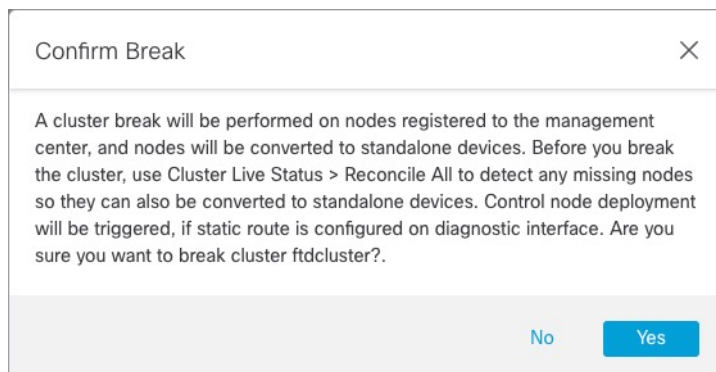 Confirm Break
A cluster break will be performed on nodes registered to the management
center, and nodes will be converted to standalone devices. Before you break
the cluster, use Cluster Live Status > Reconcile All to detect any missing nodes
so they can also be converted to standalone devices. Control node deployment
will be triggered, if static route is configured on diagnostic interface. Are you
sure you want to break cluster ftdcluster?.
No
Yes